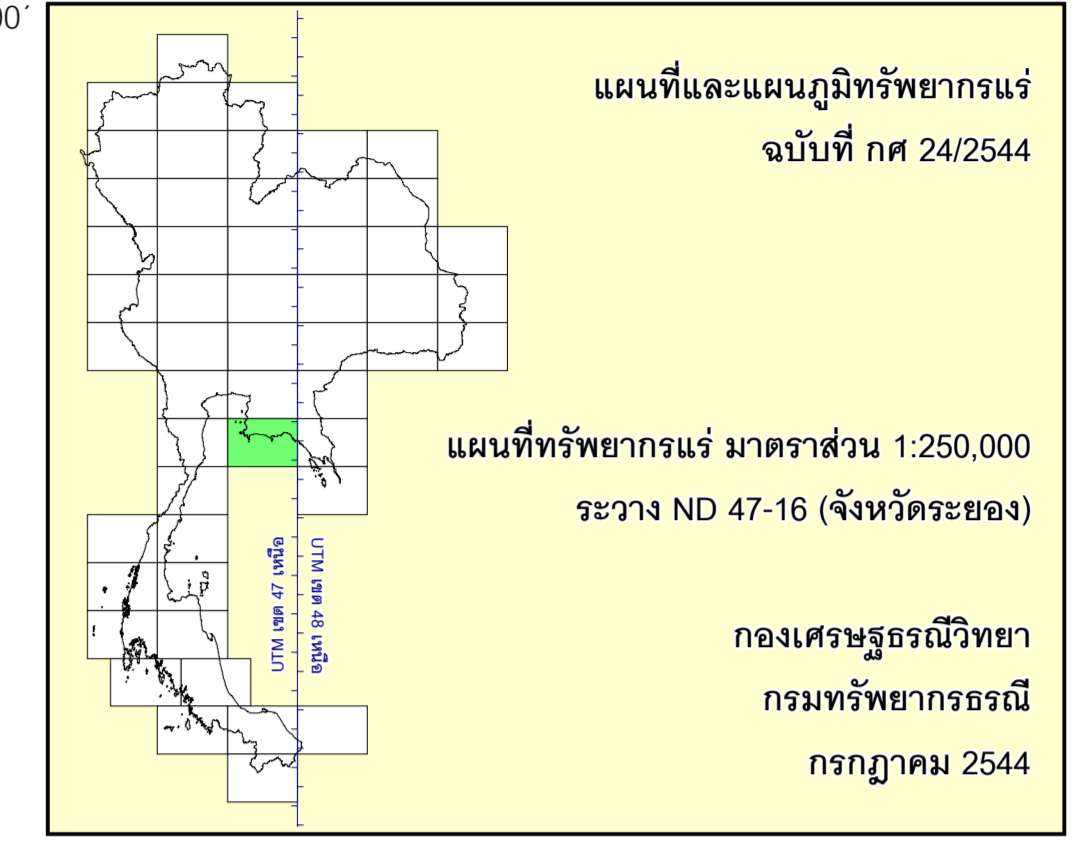 00′
แผนที่และแผนภูมิทรัพยากรแร่
ฉบับที่ กศ 24/2544
แผนที่ทรัพยากรแร่ มาตราส่วน 1:250,000
ระวาง ND 47-16 (จังหวัดระยอง)
UTM เขต 47 เหนือ
UTM เขต 48 เหนือ
กองเศรษฐธรณีวิทยา
กรมทรัพยากรธรณี
กรกฎาคม 2544